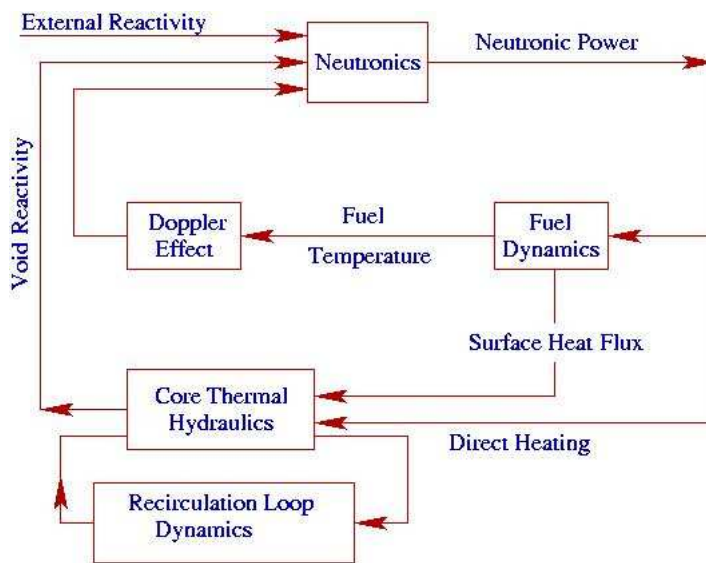 External Reactivity
Neutronics
Neutronic Power
Void Reactivity
Doppler
Effect
Fuel
Temperature
Fuel
Dynamics
Surface Heat Flux
Core Thermal
Hydraulics
Direct Heating
Recirculation Loop
Dynamics